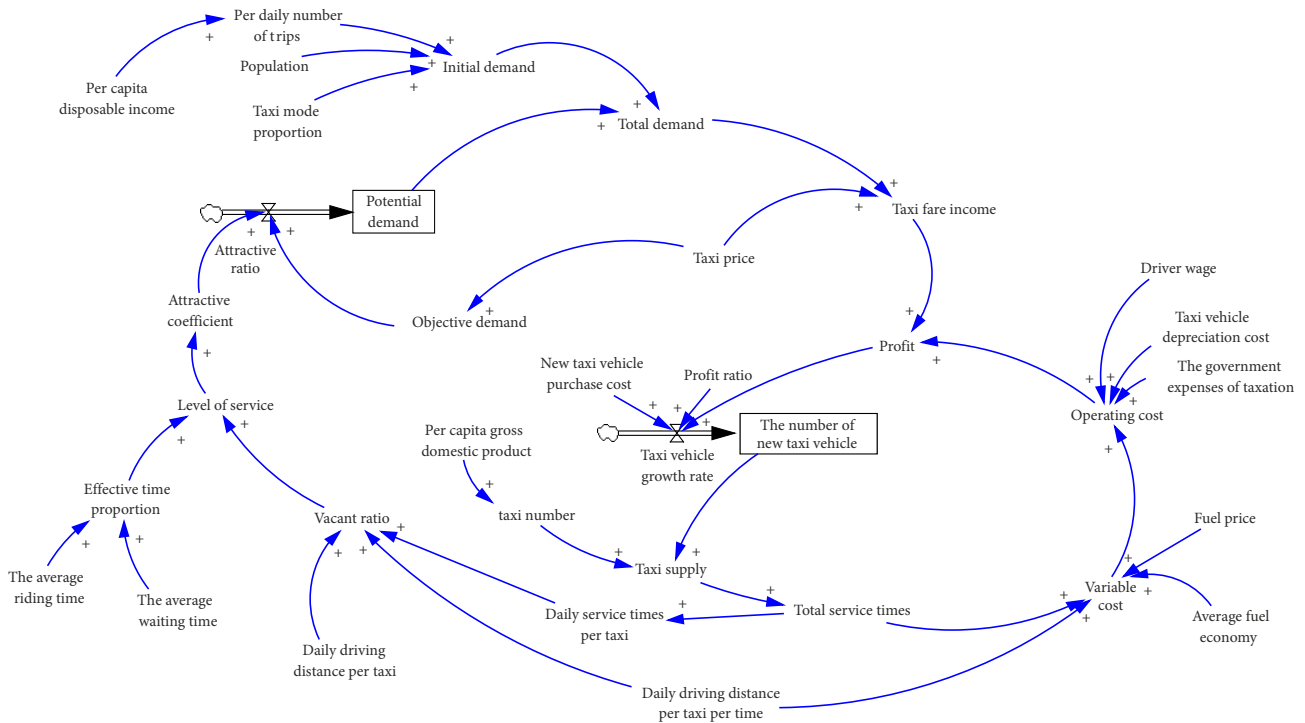 Per daily number
of trips
+
+
Population
Initial demand
+
Per capita
disposable income
+
Taxi mode
proportion
+
+
Total demand
Potential
demand
+
+
Taxi fare income
+
+
Attractive
ratio
Taxi price
Driver wage
Attractive
coefficient
+
Objective demand
+
Taxi vehicle
depreciation cost
Profit
+
+
New taxi vehicle
purchase cost
Profit ratio
The government
expenses of taxation
+
+
+
Level of service
+
+
+
+
Operating cost
The number of
new taxi vehicle
Per capita gross
domestic product
Taxi vehicle
growth rate
+
+
Effective time
proportion
+
Vacant ratio
+
taxi number
Fuel price
+
+
+
+
+
+
+
Taxi supply
The average
riding time
The average
waiting time
+
Variable
cost
+
+
Daily service times
per taxi
+
Total service times
+
+
Average fuel
economy
Daily driving
distance per taxi
Daily driving distance
per taxi per time